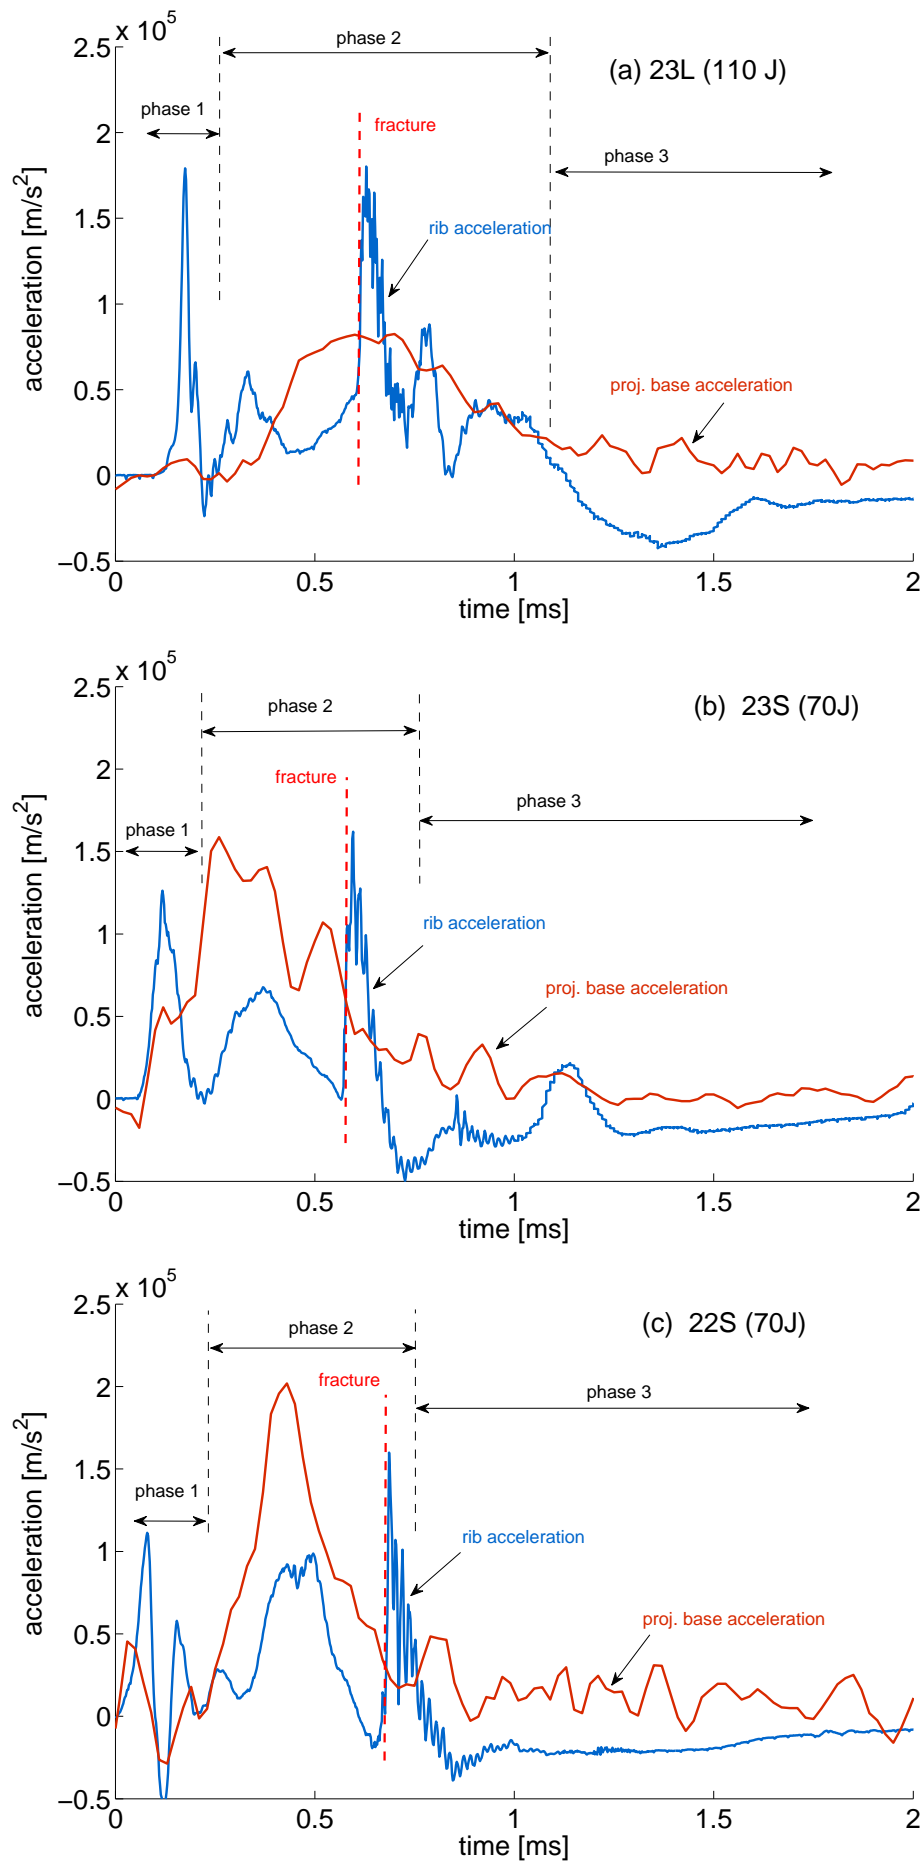 x 10^5
2.5
phase 2
(a) 23L (110 J)
phase 1
2
fracture
phase 3
1.5
rib acceleration
acceleration [m/s^2]
1
proj. base acceleration
0.5
0
−0.5
0 0.5 1 1.5 2
time [ms]
x 10^5
2.5
phase 2
(b) 23S (70J)
2
fracture
phase 3
phase 1
1.5
rib acceleration
acceleration [m/s^2]
1
proj. base acceleration
0.5
0
−0.5
0 0.5 1 1.5 2
time [ms]
x 10^5
2.5
phase 2
(c) 22S (70J)
fracture
phase 3
2
phase 1
1.5
rib acceleration
acceleration [m/s^2]
1
proj. base acceleration
0.5
0
−0.5
0 0.5 1 1.5 2
time [ms]